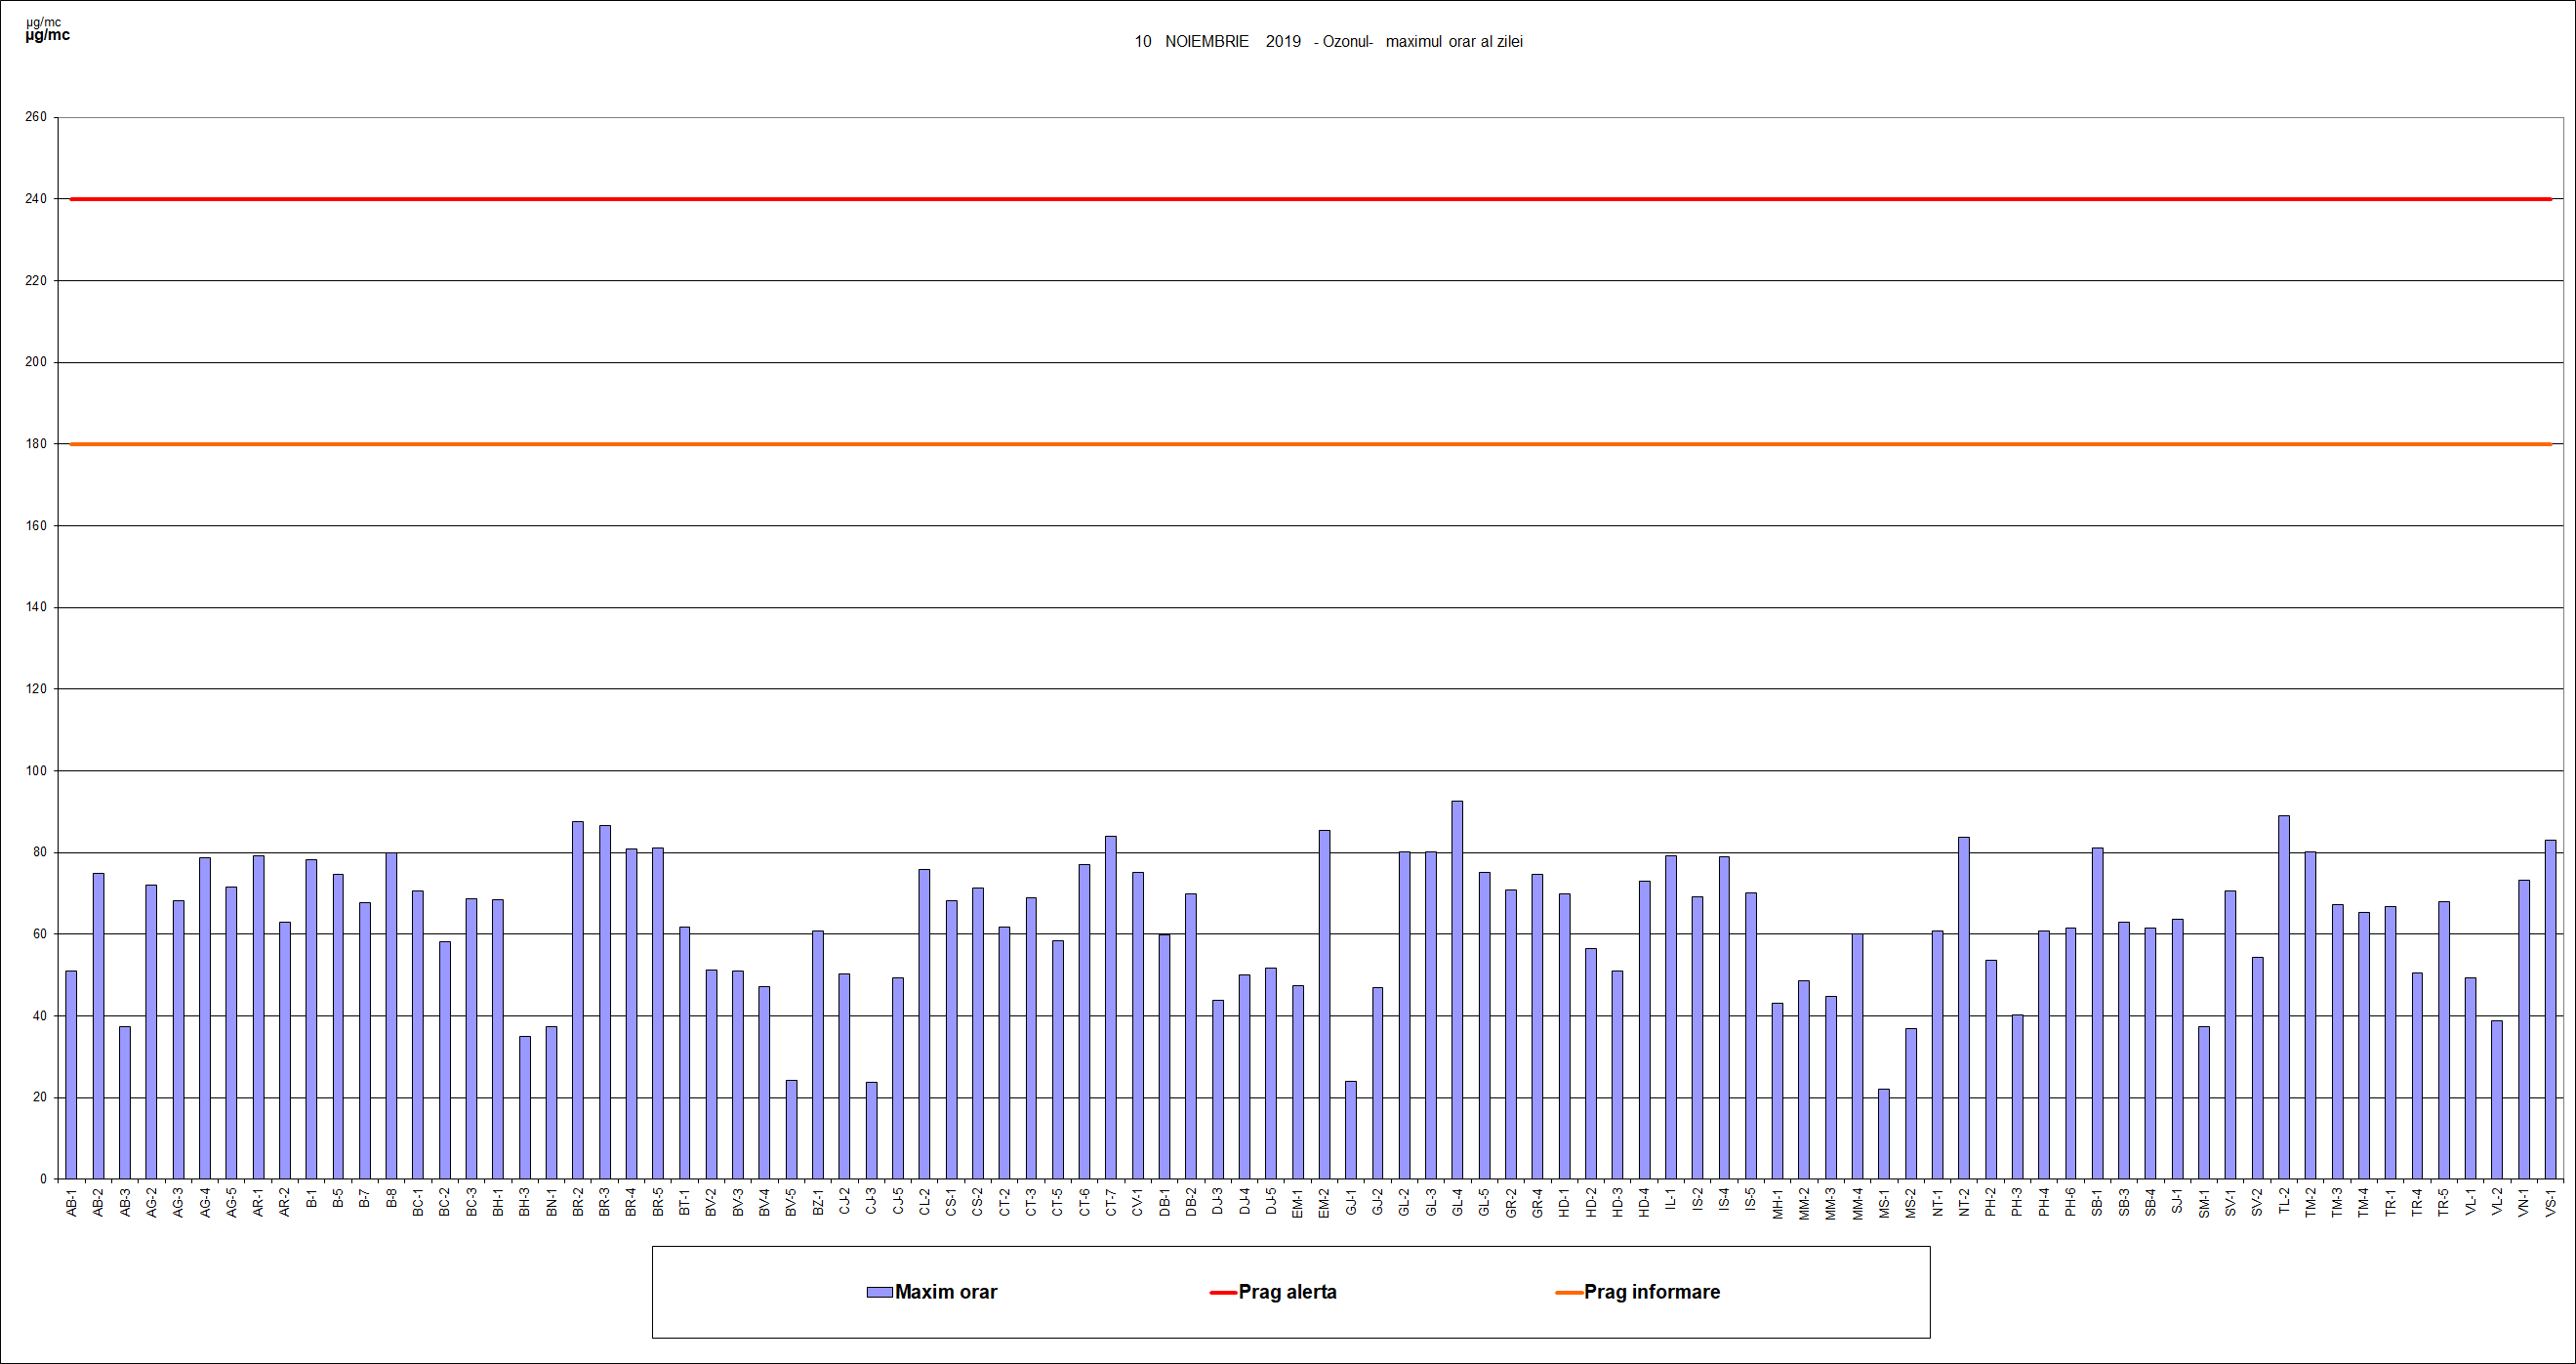 µg/mc
µg/mc
10 NOIEMBRIE 2019 - Ozonul- maximul orar al zilei
260
240
220
200
180
160
140
120
100
80
60
40
20
0
AB-1 AB-2 AB-3 AG-2 AG-3 AG-4 AG-5 AR-1 AR-2 B-1 B-5 B-7 B-8 BC-1 BC-2 BC-3 BH-1 BH-3 BN-1 BR-2 BR-3 BR-4 BR-5 BT-1 BV-2 BV-3 BV-4 BV-5 BZ-1 CJ-2 CJ-3 CJ-5 CL-2 CS-1 CS-2 CT-2 CT-3 CT-5 CT-6 CT-7 CV-1 DB-1 DB-2 DJ-3 DJ-4 DJ-5 EM-1 EM-2 GJ-1 GJ-2 GL-2 GL-3 GL-4 GL-5 GR-2 GR-4 HD-1 HD-2 HD-3 HD-4 IL-1 IS-2 IS-4 IS-5 MH-1 MM-2 MM-3 MM-4 MS-1 MS-2 NT-1 NT-2 PH-2 PH-3 PH-4 PH-6 SB-1 SB-3 SB-4 SJ-1 SM-1 SV-1 SV-2 TL-2 TM-2 TM-3 TM-4 TR-1 TR-4 TR-5 VL-1 VL-2 VN-1 VS-1
Maxim orar Prag alerta Prag informare